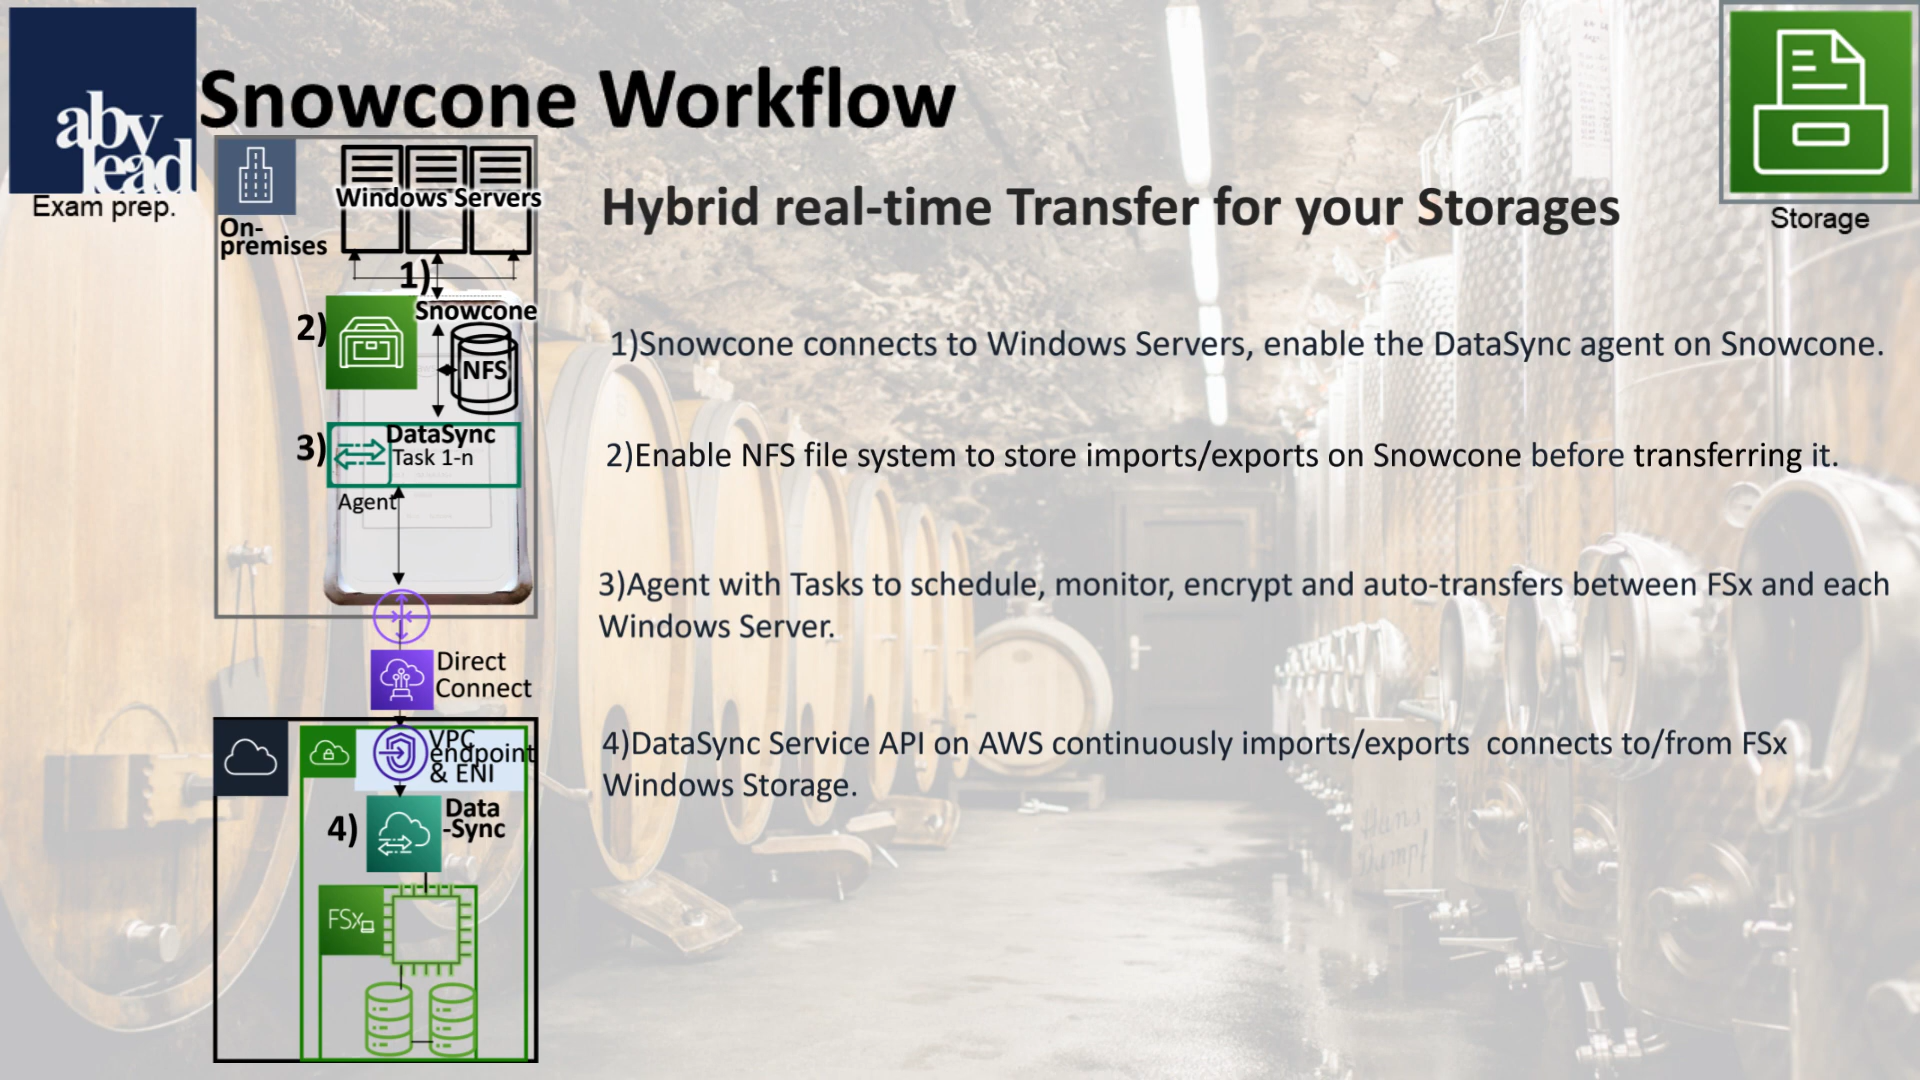 aby
lead
Exam prep.
Snowcone Workflow
Storage
Hybrid real-time Transfer for your Storages
On-
premises
Windows Servers
1)
2)
Snowcone
NFS
3)
DataSync
Task 1-n
Agent
Direct
Connect
VPC
endpoint
& ENI
4)
Data
-Sync
FSx
1)Snowcone connects to Windows Servers, enable the DataSync agent on Snowcone.
2)Enable NFS file system to store imports/exports on Snowcone before transferring it.
3)Agent with Tasks to schedule, monitor, encrypt and auto-transfers between FSx and each
Windows Server.
4)DataSync Service API on AWS continuously imports/exports  connects to/from FSx
Windows Storage.
Hans